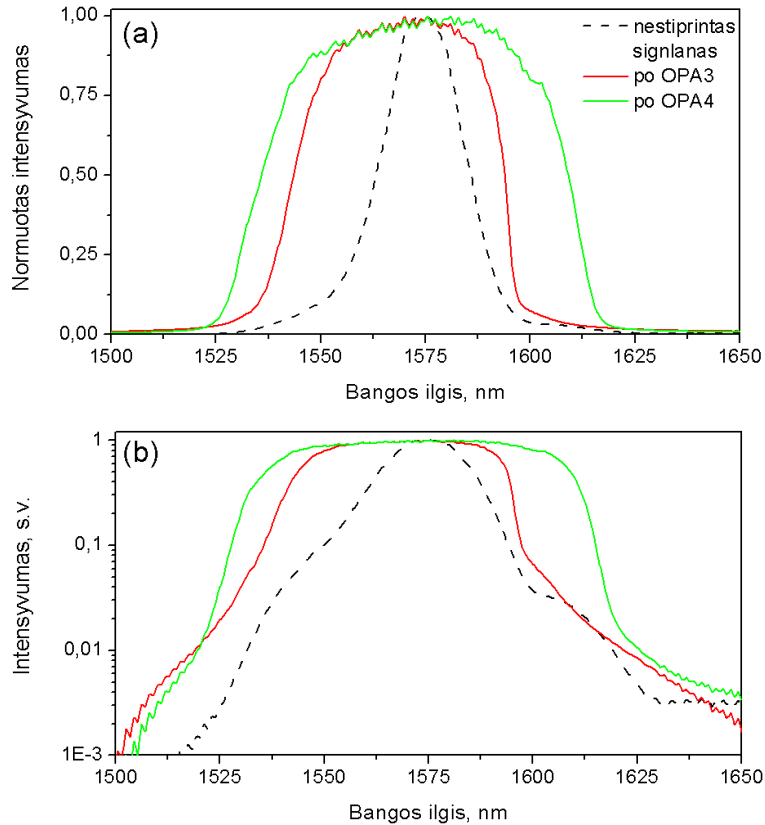 (a)
nestiprintas
signlanas
po OPA3
po OPA4
Normuotas intensyvumas
1,00
0,75
0,50
0,25
0,00
1500 1525 1550 1575 1600 1625 1650
Bangos ilgis, nm
(b)
Intensyvumas, s.v.
1
0,1
0,01
1E-3
1500 1525 1550 1575 1600 1625 1650
Bangos ilgis, nm